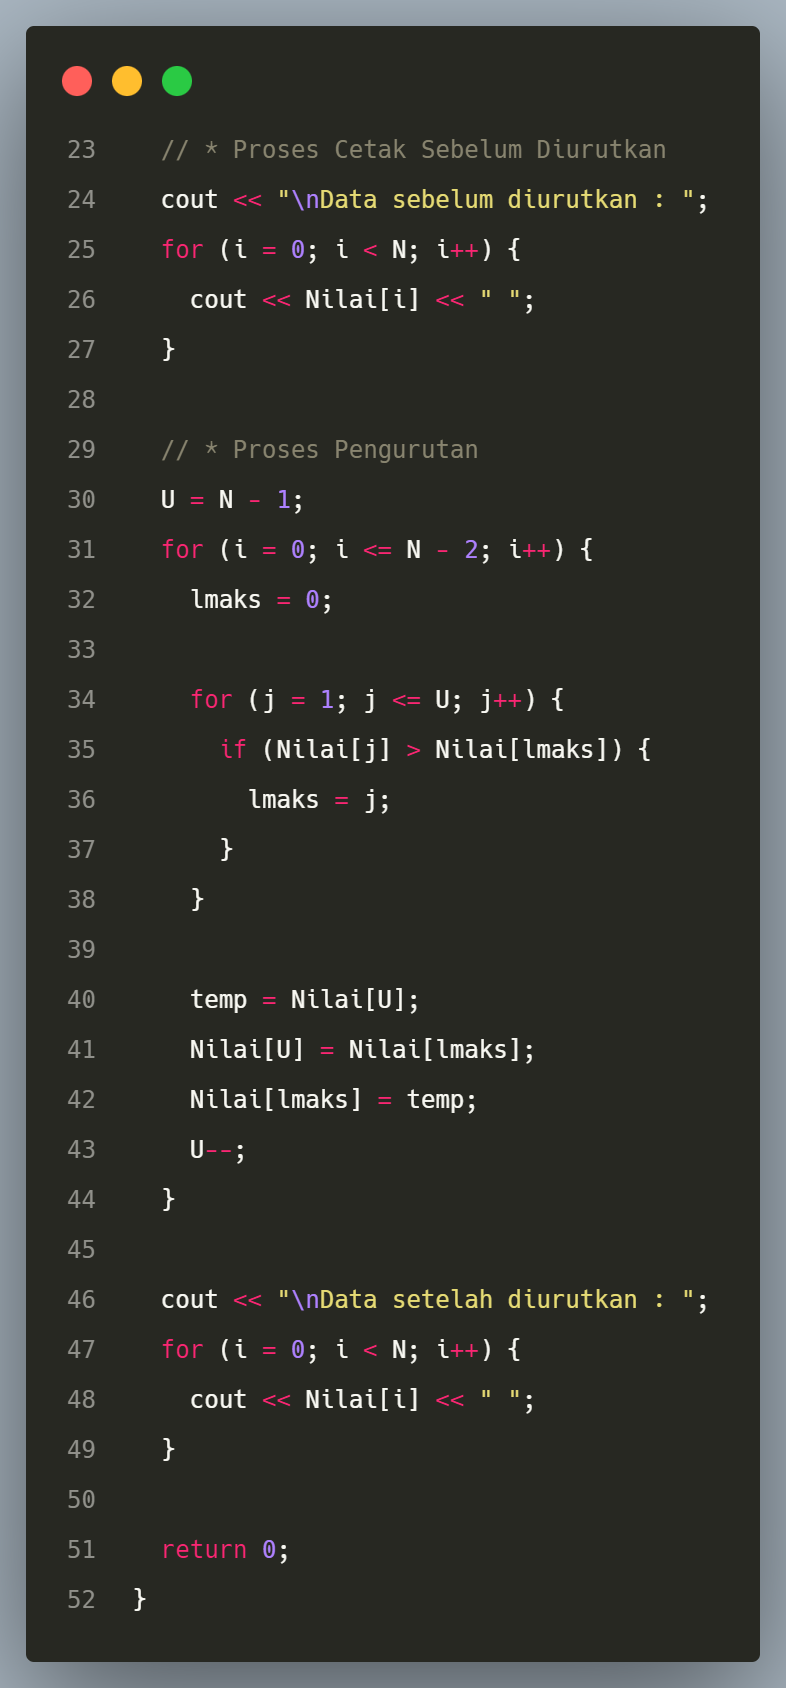 23 // * Proses Cetak Sebelum Diurutkan
24 cout << "\nData sebelum diurutkan : ";
25 for (i = 0; i < N; i++) {
26 cout << Nilai[i] << " ";
27 }
28
29 // * Proses Pengurutan
30 U = N - 1;
31 for (i = 0; i <= N - 2; i++) {
32 lmaks = 0;
33
34 for (j = 1; j <= U; j++) {
35 if (Nilai[j] > Nilai[lmaks]) {
36 lmaks = j;
37 }
38 }
39
40 temp = Nilai[U];
41 Nilai[U] = Nilai[lmaks];
42 Nilai[lmaks] = temp;
43 U--;
44 }
45
46 cout << "\nData setelah diurutkan : ";
47 for (i = 0; i < N; i++) {
48 cout << Nilai[i] << " ";
49 }
50
51 return 0;
52 }